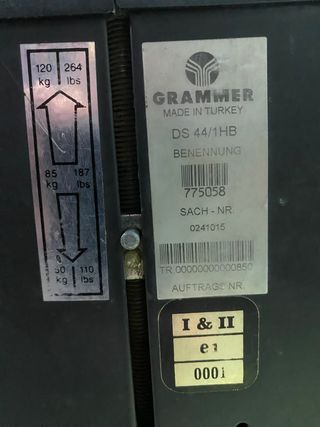 120 264
kg lbs
85 187
kg lbs
50 110
kg lbs
GRAMMER
MADE IN TURKEY
DS 44/1HB
BENENNUNG
775058
SACH - NR.
0241015
TR 00000000000850
AUFTRAGS NR.
I & II
e1
0001